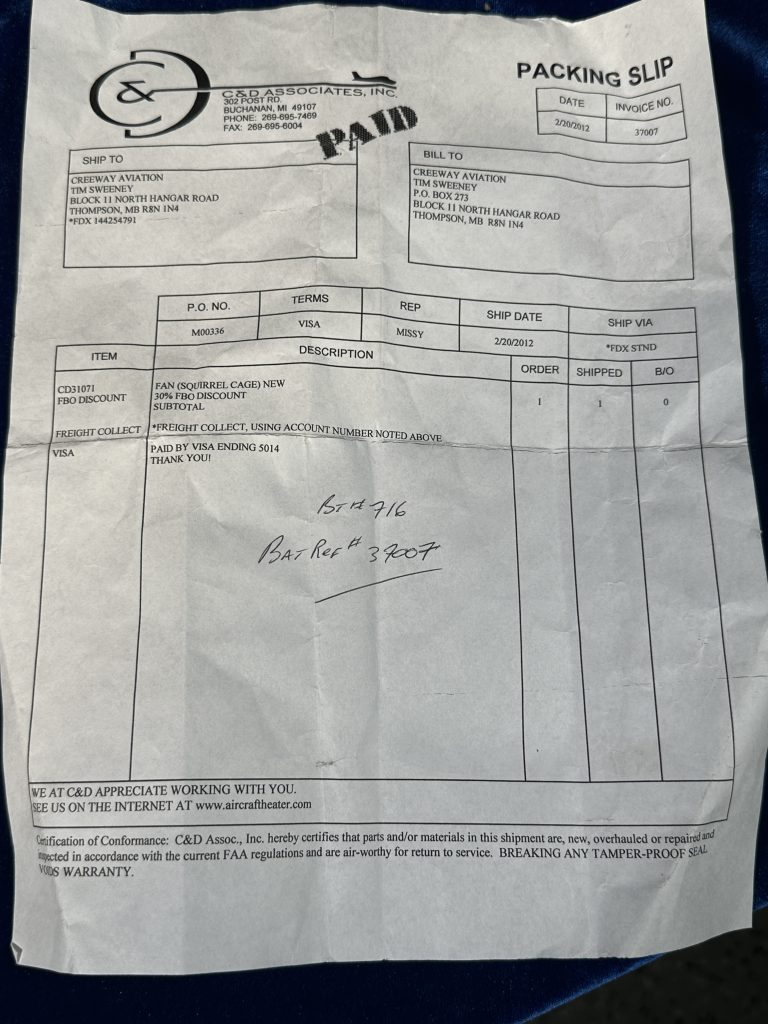 C&D
C&D ASSOCIATES, INC.
302 POST RD.
BUCHANAN, MI 49107
PHONE: 269-695-7469
FAX: 269-695-6004
PAID
PACKING SLIP
DATE INVOICE NO.
2/20/2012 37007
SHIP TO
CREEWAY AVIATION
TIM SWEENEY
BLOCK 11 NORTH HANGAR ROAD
THOMPSON, MB R8N 1N4
*FDX 144254791
BILL TO
CREEWAY AVIATION
TIM SWEENEY
P.O. BOX 273
BLOCK 11 NORTH HANGAR ROAD
THOMPSON, MB R8N 1N4
P.O. NO. TERMS REP SHIP DATE SHIP VIA
M00336 VISA MISSY 2/20/2012 *FDX STND
ITEM DESCRIPTION ORDER SHIPPED B/O
CD31071 FAN (SQUIRREL CAGE) NEW 1 1 0
FBO DISCOUNT 30% FBO DISCOUNT
SUBTOTAL
FREIGHT COLLECT *FREIGHT COLLECT, USING ACCOUNT NUMBER NOTED ABOVE
VISA PAID BY VISA ENDING 5014
THANK YOU!
BT# 716
BAT REF# 37007
WE AT C&D APPRECIATE WORKING WITH YOU.
SEE US ON THE INTERNET AT www.aircraftheater.com
Certification of Conformance: C&D Assoc., Inc. hereby certifies that parts and/or materials in this shipment are, new, overhauled or repaired and
inspected in accordance with the current FAA regulations and are air-worthy for return to service. BREAKING ANY TAMPER-PROOF SEAL
VOIDS WARRANTY.